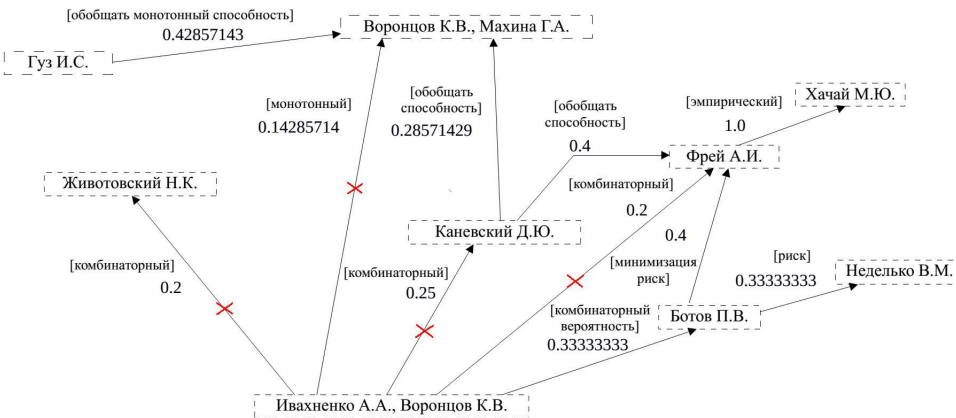 [обобщать монотонный способность]
0.42857143
Воронцов К.В., Махина Г.А.
Гуз И.С.
[монотонный]
0.14285714
[обобщать
способность]
0.28571429
[обобщать
способность]
0.4
[эмпирический]
1.0
Хачай М.Ю.
Фрей А.И.
Животовский Н.К.
[комбинаторный]
0.2
Каневский Д.Ю.
[комбинаторный]
0.2
[комбинаторный]
0.25
0.4
[минимизация
риск]
[риск]
0.33333333
Неделько В.М.
[комбинаторный
вероятность]
0.33333333
Ботов П.В.
Ивахненко А.А., Воронцов К.В.